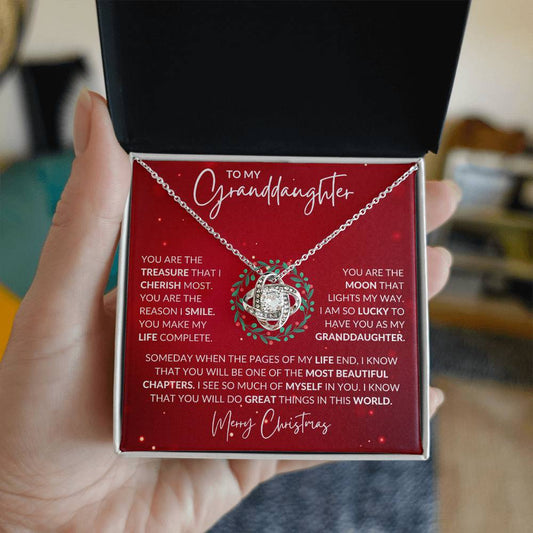 TO MY
Granddaughter
YOU ARE THE
TREASURE THAT I
CHERISH MOST.
YOU ARE THE
REASON I SMILE.
YOU MAKE MY
LIFE COMPLETE.
YOU ARE THE
MOON THAT
LIGHTS MY WAY.
I AM SO LUCKY TO
HAVE YOU AS MY
GRANDDAUGHTER.
SOMEDAY WHEN THE PAGES OF MY LIFE END, I KNOW
THAT YOU WILL BE ONE OF THE MOST BEAUTIFUL
CHAPTERS. I SEE SO MUCH OF MYSELF IN YOU. I KNOW
THAT YOU WILL DO GREAT THINGS IN THIS WORLD.
Merry Christmas